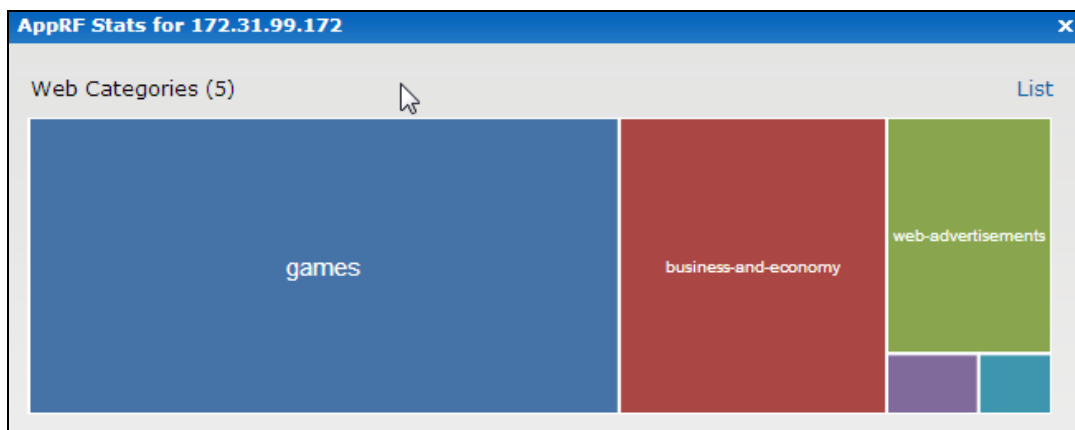 AppRF Stats for 172.31.99.172 x
Web Categories (5) List
games
business-and-economy
web-advertisements